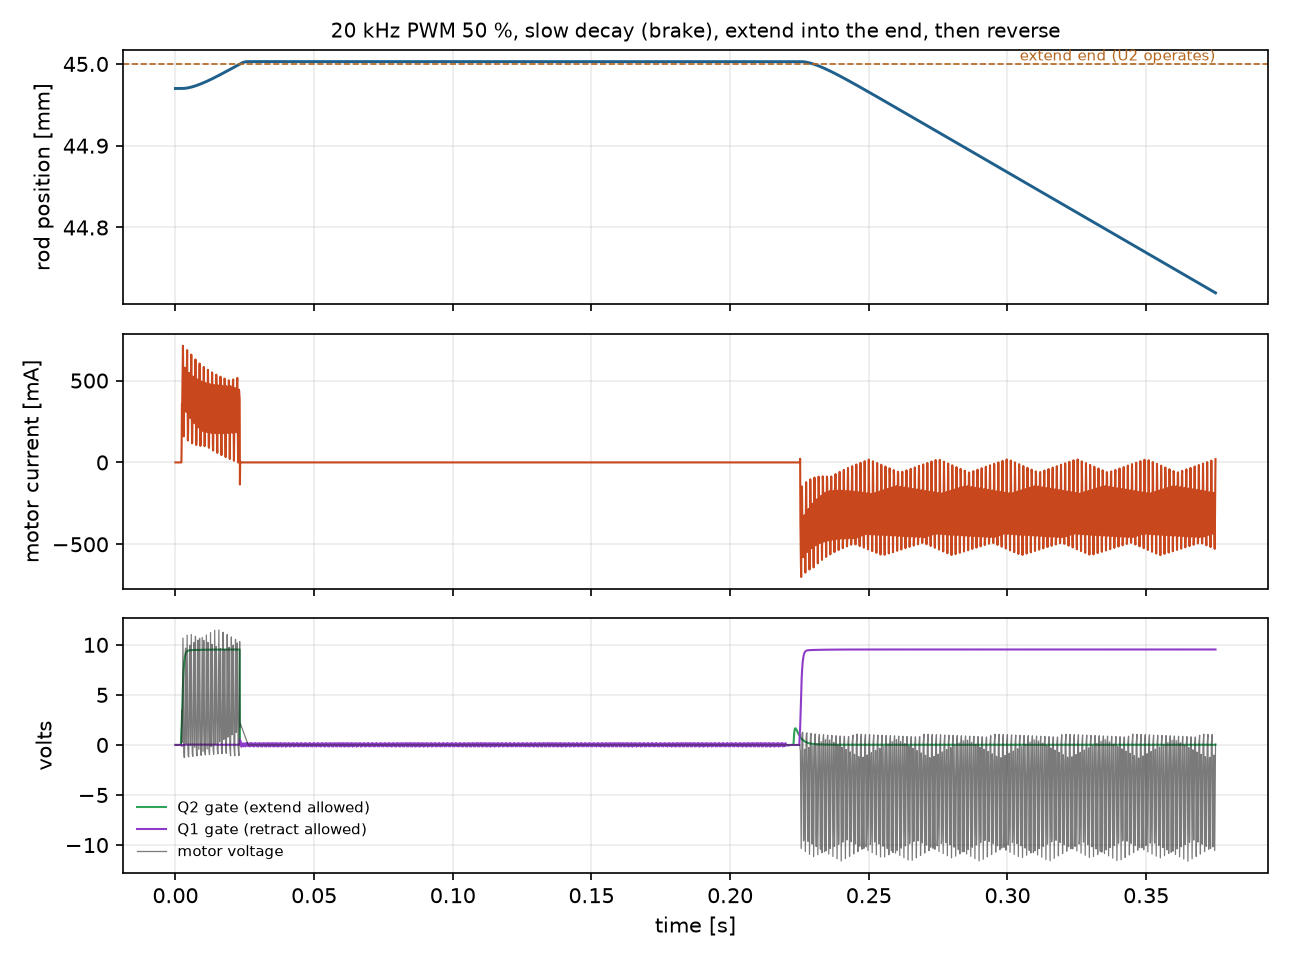 20 kHz PWM 50 %, slow decay (brake), extend into the end, then reverse
extend end (U2 operates)
45.0
44.9
44.8
rod position [mm]
500
0
−500
motor current [mA]
10
5
0
−5
−10
volts
Q2 gate (extend allowed)
Q1 gate (retract allowed)
motor voltage
0.00 0.05 0.10 0.15 0.20 0.25 0.30 0.35
time [s]